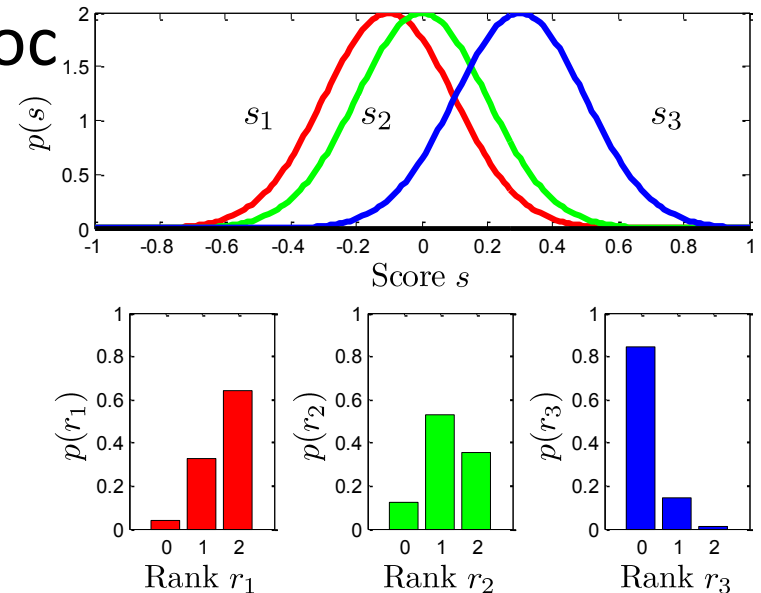 oc
2
1.5
1
0.5
0
p(s)
s₁ s₂ s₃
-1 -0.8 -0.6 -0.4 -0.2 0 0.2 0.4 0.6 0.8 1
Score s
1 1 1
0.8 0.8 0.8
0.6 0.6 0.6
0.4 0.4 0.4
0.2 0.2 0.2
0 0 0
p(r₁) p(r₂) p(r₃)
0 1 2 0 1 2 0 1 2
Rank r₁ Rank r₂ Rank r₃